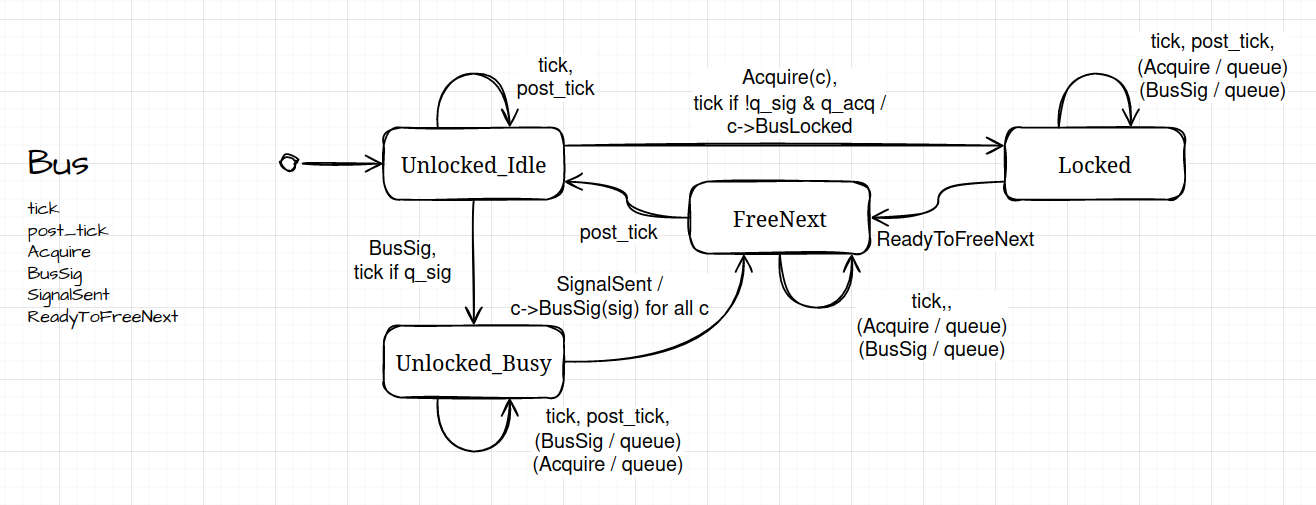 Bus
tick
post_tick
Acquire
BusSig
SignalSent
ReadyToFreeNext
tick,
post_tick
Unlocked_Idle
Acquire(c),
tick if !q_sig & q_acq /
c->BusLocked
tick, post_tick,
(Acquire / queue)
(BusSig / queue)
Locked
FreeNext
post_tick
ReadyToFreeNext
BusSig,
tick if q_sig
SignalSent /
c->BusSig(sig) for all c
tick,,
(Acquire / queue)
(BusSig / queue)
Unlocked_Busy
tick, post_tick,
(BusSig / queue)
(Acquire / queue)